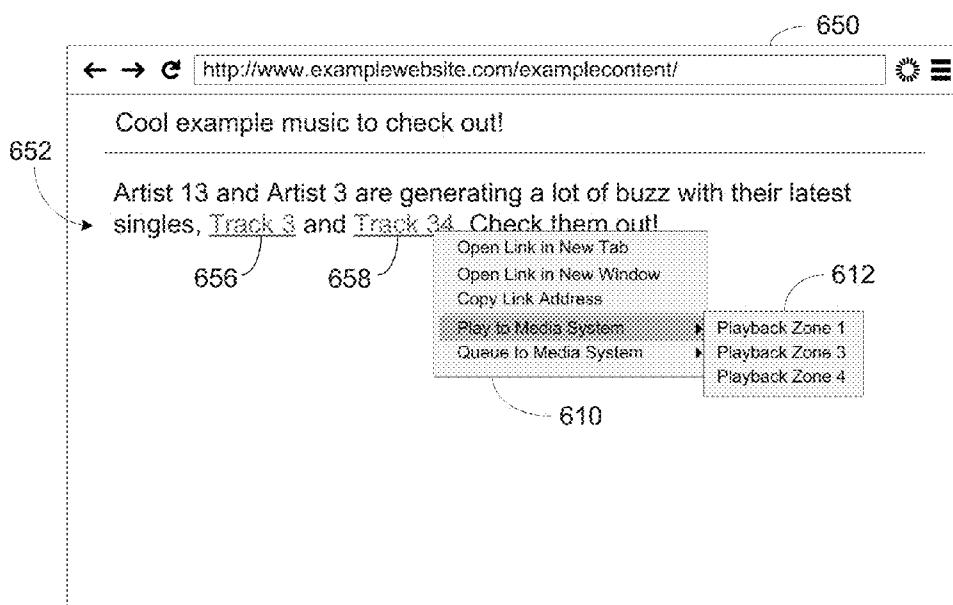 650
http://www.examplewebsite.com/examplecontent/
Cool example music to check out!
652
Artist 13 and Artist 3 are generating a lot of buzz with their latest
singles, Track 3 and Track 34. Check them out!
656
658
Open Link in New Tab
Open Link in New Window
Copy Link Address
Play to Media System
Queue to Media System
612
Playback Zone 1
Playback Zone 3
Playback Zone 4
610